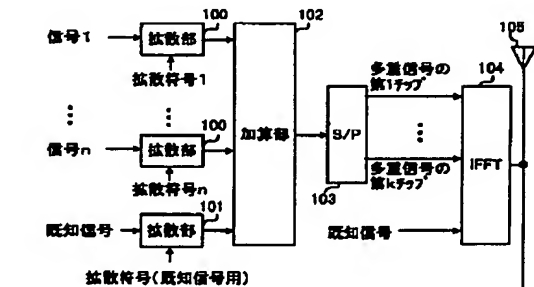 信号1
拡散部
100
拡散符号1
102
加算部
⋮
信号n
拡散部
100
拡散符号n
既知信号
拡散部
101
拡散符号(既知信号用)
S/P
103
多重信号の
第1チップ
⋮
多重信号の
第kチップ
既知信号
104
IFFT
105